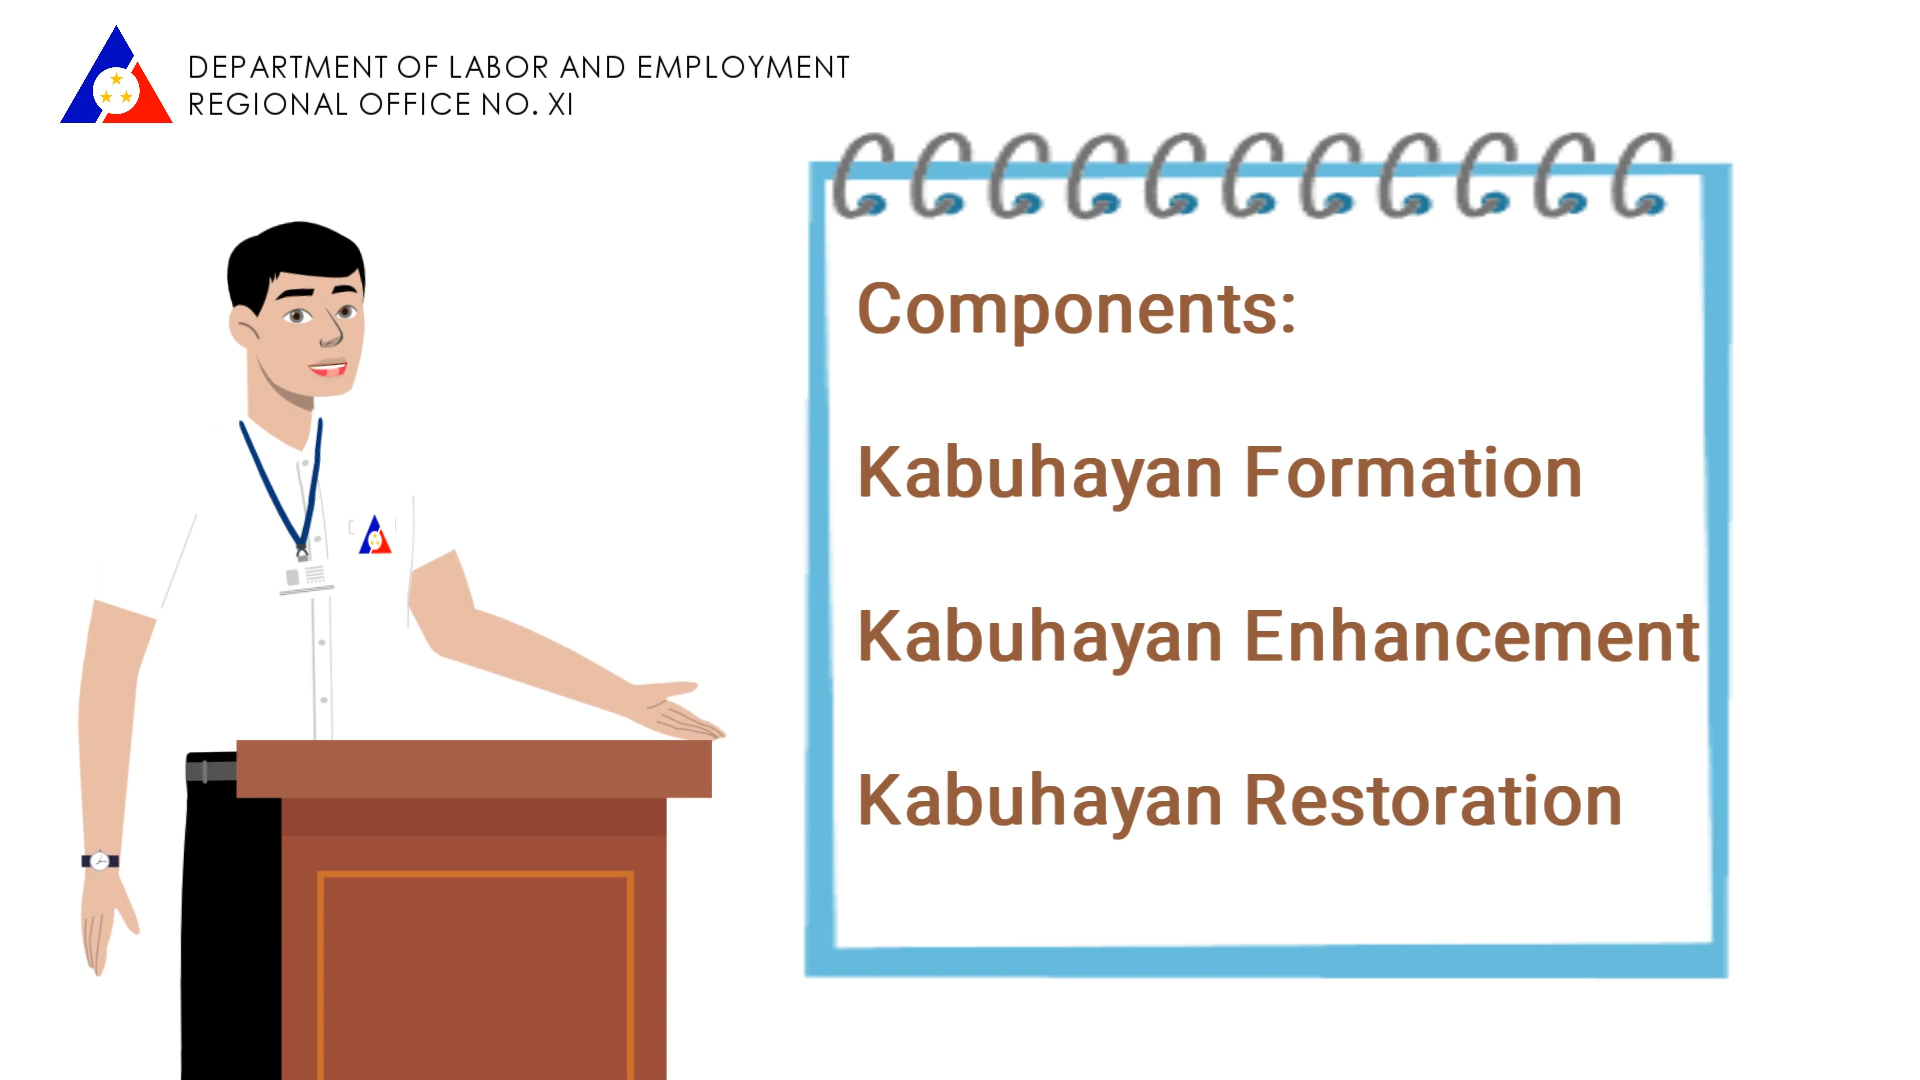 DEPARTMENT OF LABOR AND EMPLOYMENT
REGIONAL OFFICE NO. XI
Components:
Kabuhayan Formation
Kabuhayan Enhancement
Kabuhayan Restoration